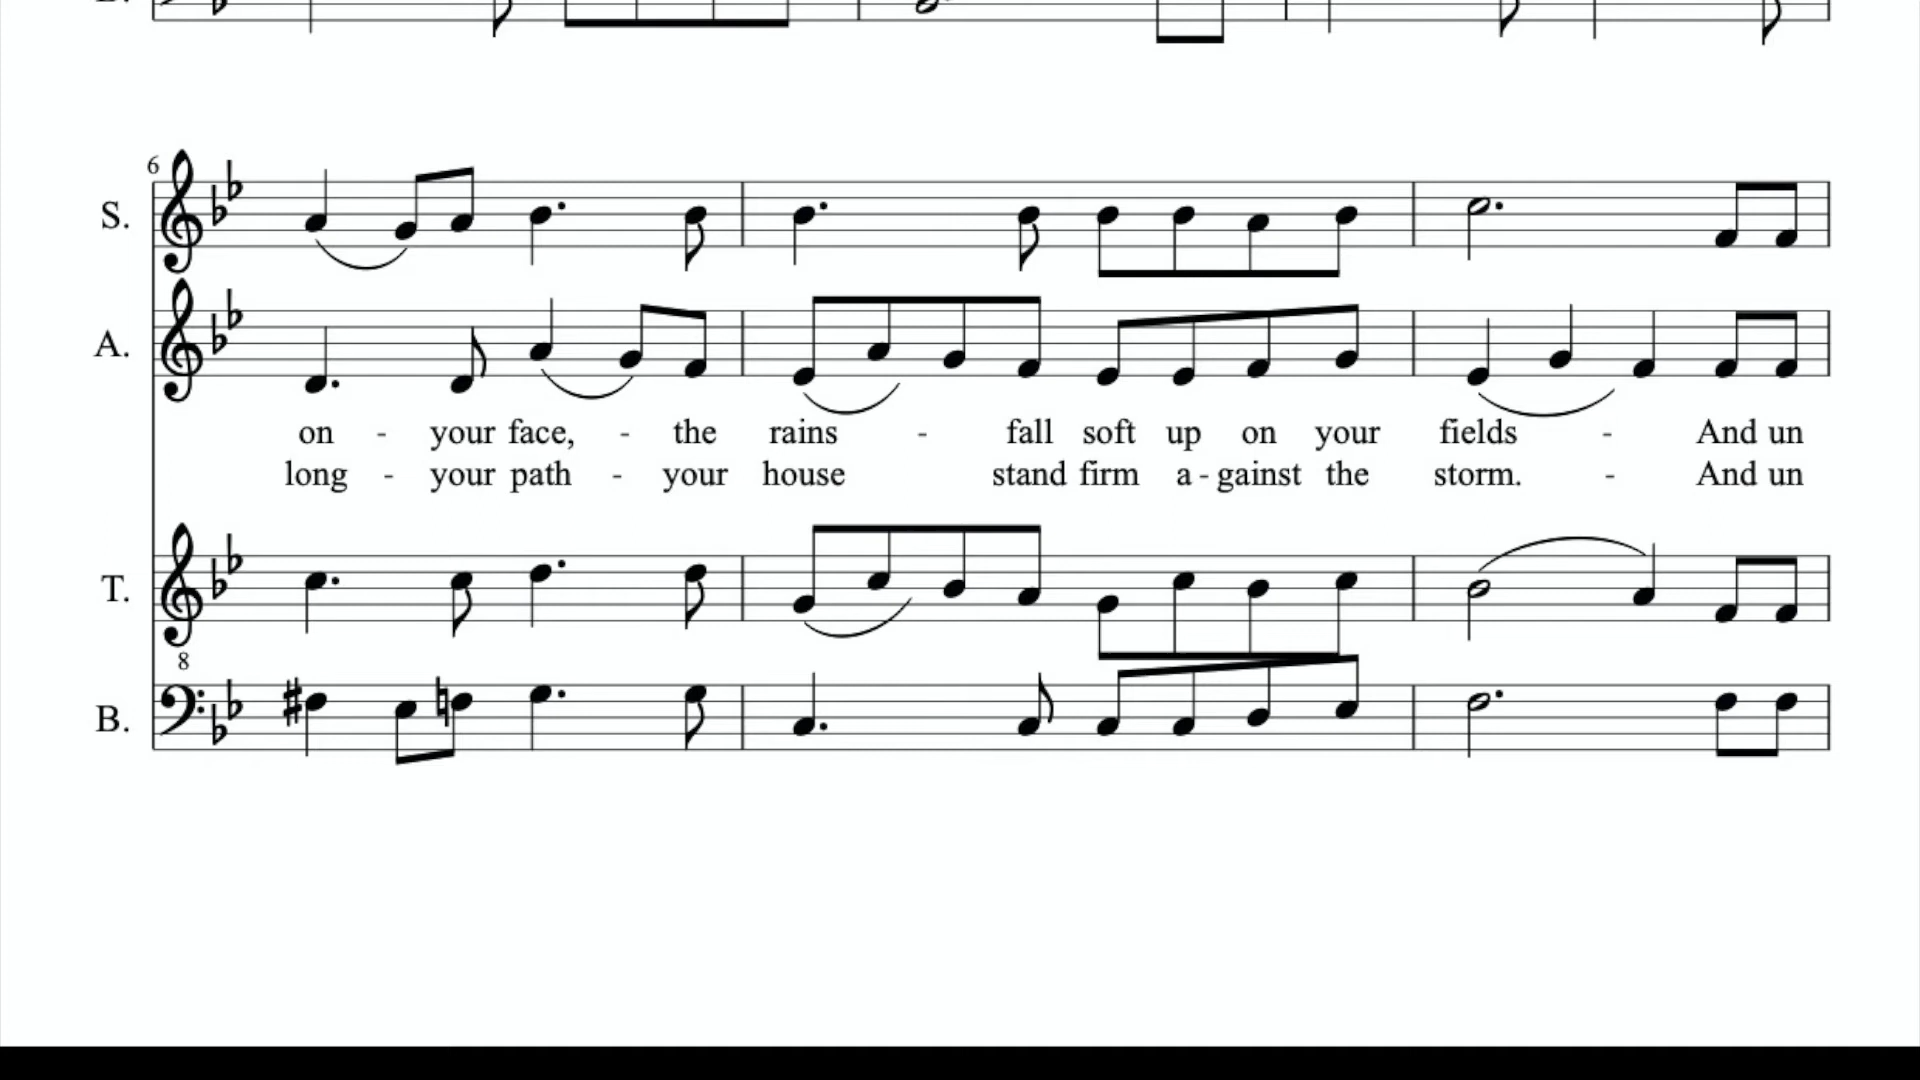 6
S.
A.
on - your face, - the rains - fall soft up on your fields - And un
long - your path - your house stand firm a - gainst the storm. - And un
T.
8
B.